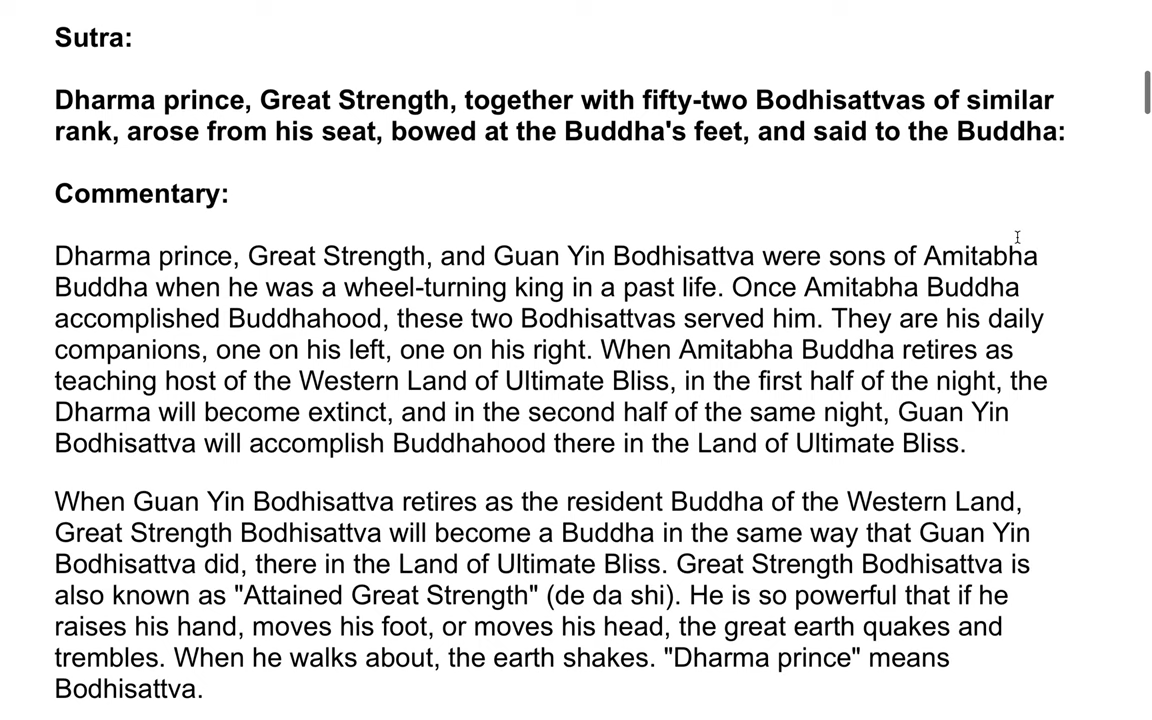 Sutra:
Dharma prince, Great Strength, together with fifty-two Bodhisattvas of similar
rank, arose from his seat, bowed at the Buddha's feet, and said to the Buddha:
Commentary:
Dharma prince, Great Strength, and Guan Yin Bodhisattva were sons of Amitabha
Buddha when he was a wheel-turning king in a past life. Once Amitabha Buddha
accomplished Buddhahood, these two Bodhisattvas served him. They are his daily
companions, one on his left, one on his right. When Amitabha Buddha retires as
teaching host of the Western Land of Ultimate Bliss, in the first half of the night, the
Dharma will become extinct, and in the second half of the same night, Guan Yin
Bodhisattva will accomplish Buddhahood there in the Land of Ultimate Bliss.
When Guan Yin Bodhisattva retires as the resident Buddha of the Western Land,
Great Strength Bodhisattva will become a Buddha in the same way that Guan Yin
Bodhisattva did, there in the Land of Ultimate Bliss. Great Strength Bodhisattva is
also known as "Attained Great Strength" (de da shi). He is so powerful that if he
raises his hand, moves his foot, or moves his head, the great earth quakes and
trembles. When he walks about, the earth shakes. "Dharma prince" means
Bodhisattva.